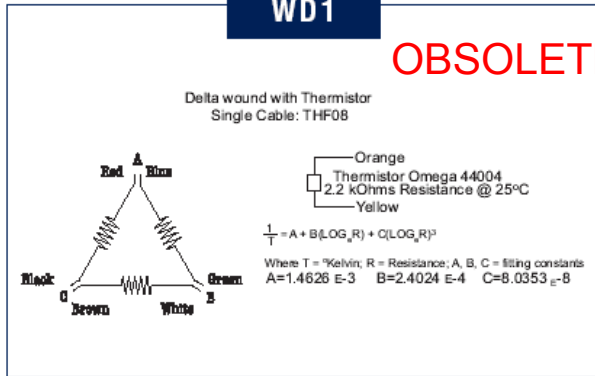 WD1
OBSOLET
Delta wound with Thermistor
Single Cable: THF08
Orange
Thermistor Omega 44004
2.2 kOhms Resistance @ 25ºC
Yellow
A
Red Blue
Black
C
Brown
White
Green
B
1/T = A + B(LOGeR) + C(LOGeR)³
Where T = ºKelvin; R = Resistance; A, B, C = fitting constants
A=1.4626 E-3 B=2.4024 E-4 C=8.0353 E-8